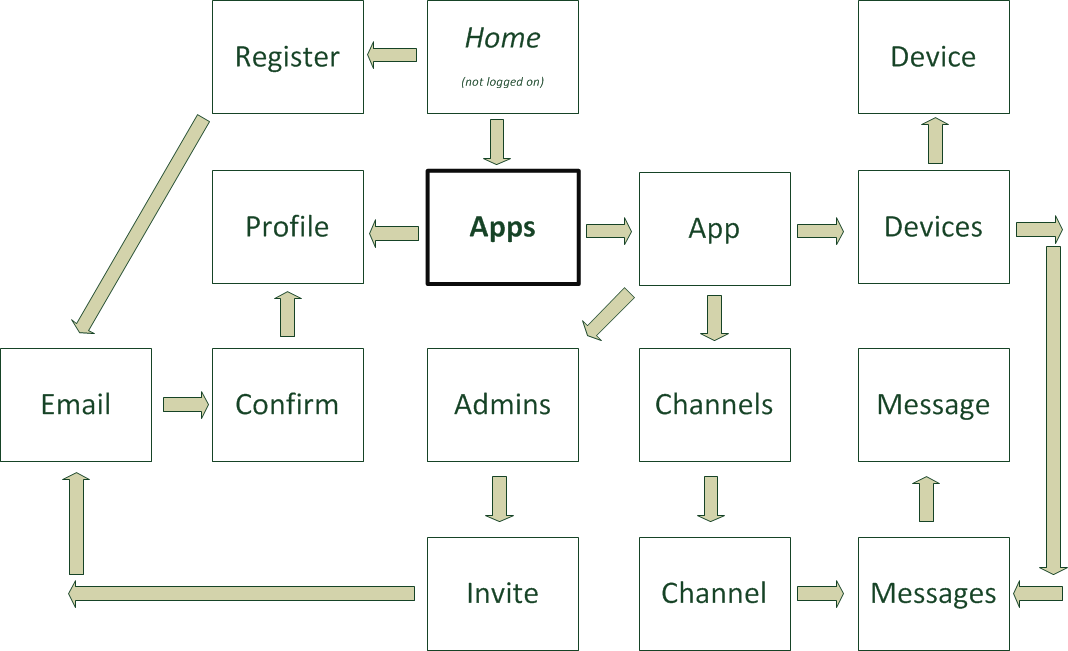 Register
Home
(not logged on)
Device
Profile
Apps
App
Devices
Email
Confirm
Admins
Channels
Message
Invite
Channel
Messages